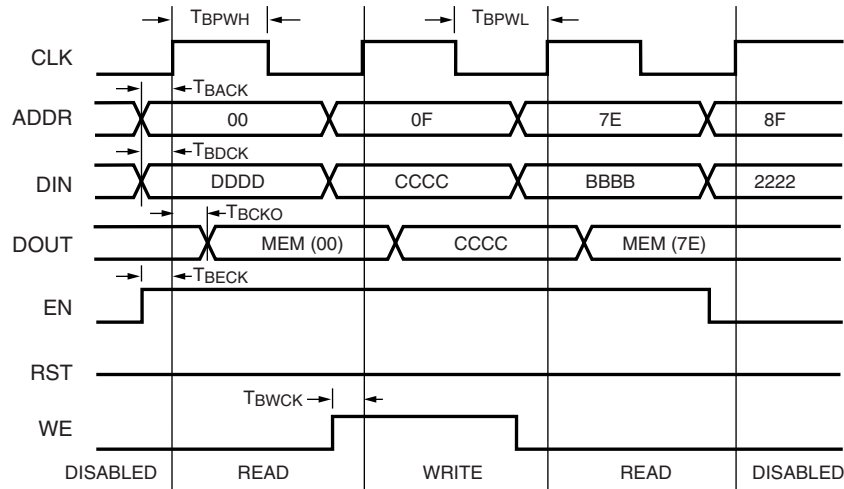 TBPWH TBPWL
CLK
TBACK
ADDR 00 0F 7E 8F
TBDCK
DIN DDDD CCCC BBBB 2222
TBCKO
DOUT MEM (00) CCCC MEM (7E)
TBECK
EN
RST
TBWCK
WE
DISABLED READ WRITE READ DISABLED